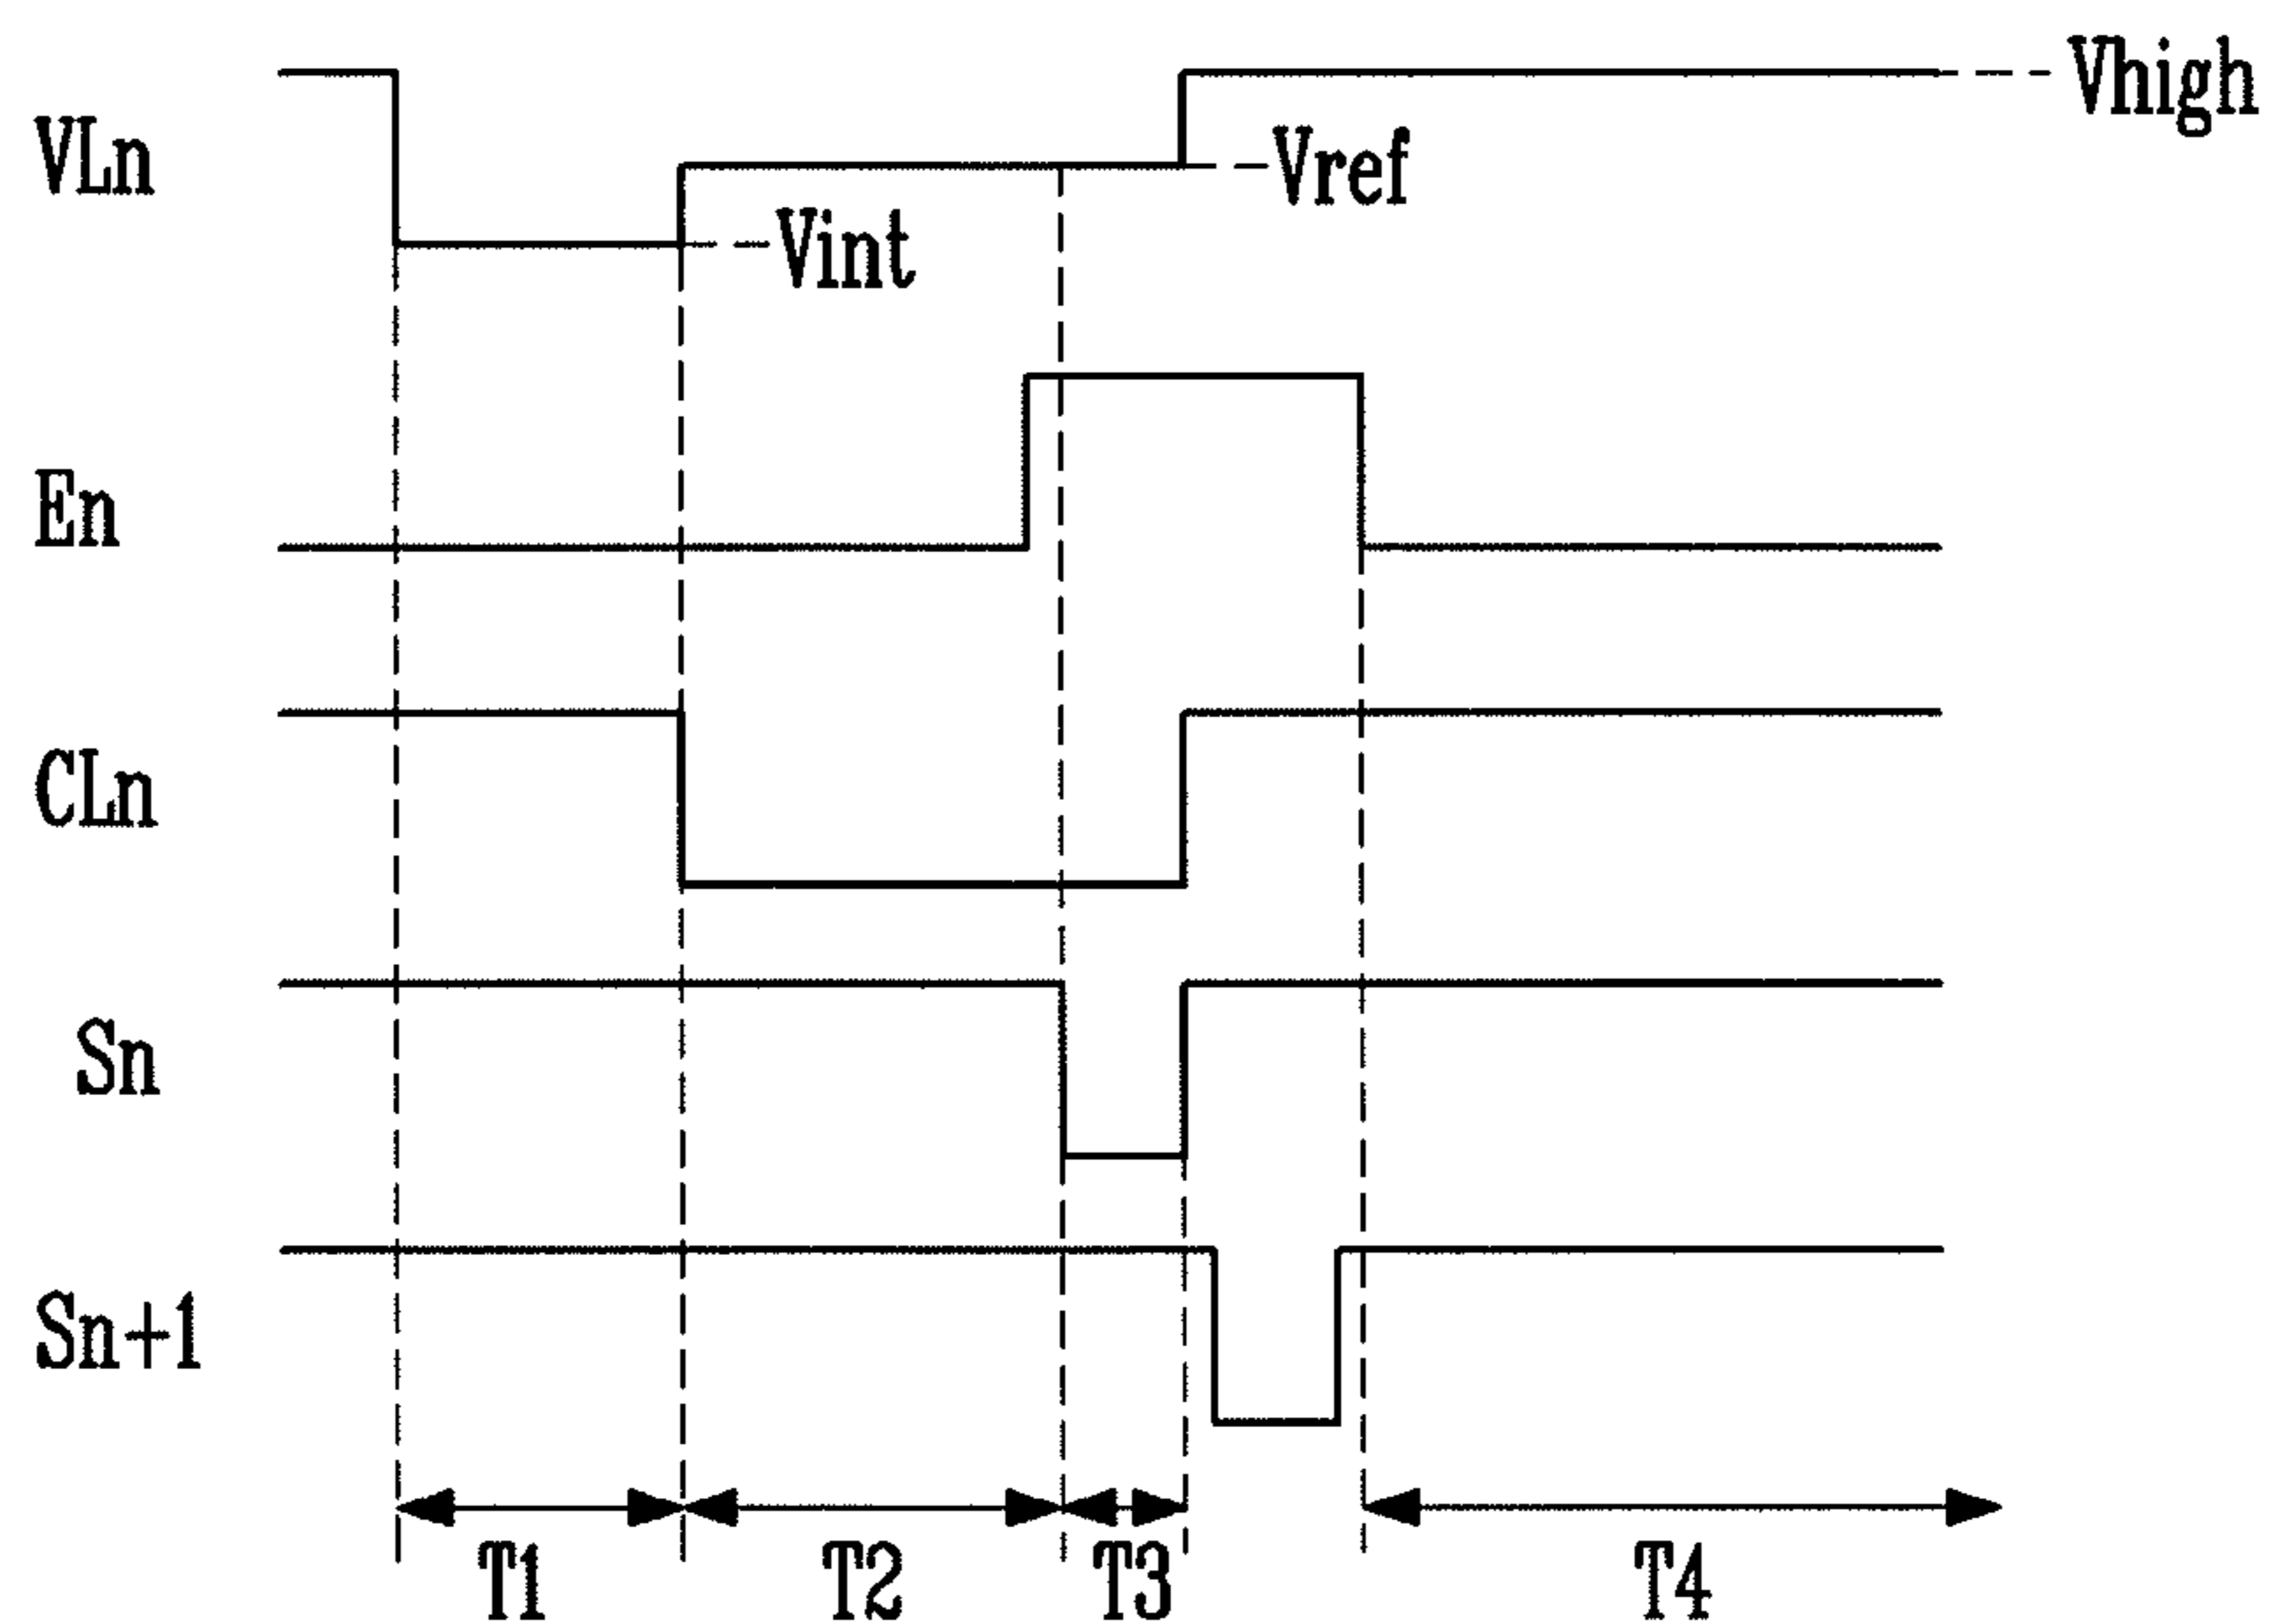 Vhigh
VLn
Vref
Vint
En
CLn
Sn
Sn+1
T1 T2 T3 T4